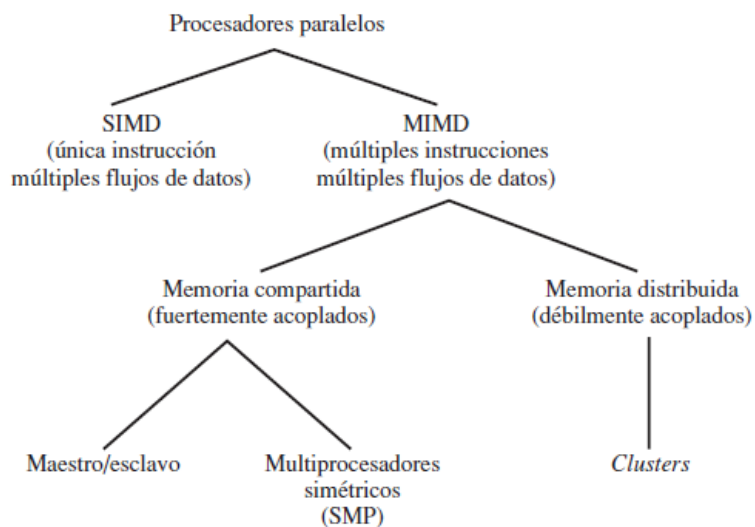 Procesadores paralelos
SIMD
(única instrucción
múltiples flujos de datos)
MIMD
(múltiples instrucciones
múltiples flujos de datos)
Memoria compartida
(fuertemente acoplados)
Memoria distribuida
(débilmente acoplados)
Maestro/esclavo
Multiprocesadores
simétricos
(SMP)
Clusters